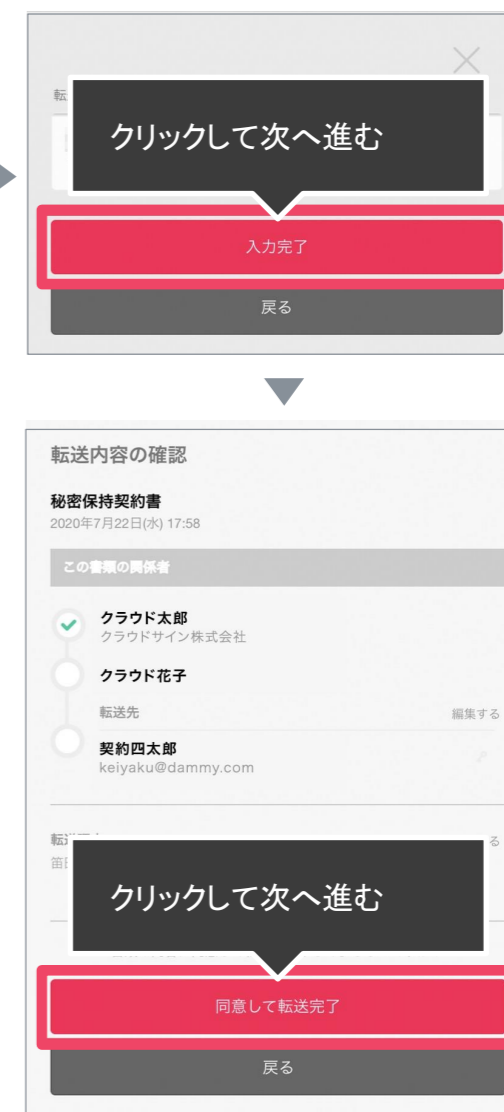 転
クリックして次へ進む
入力完了
戻る
転送内容の確認
秘密保持契約書
2020年7月22日(水) 17:58
この書類の関係者
クラウド太郎
クラウドサイン株式会社
クラウド花子
転送先
編集する
契約四太郎
keiyaku@dammy.com
転送
る
クリックして次へ進む
同意して転送完了
戻る